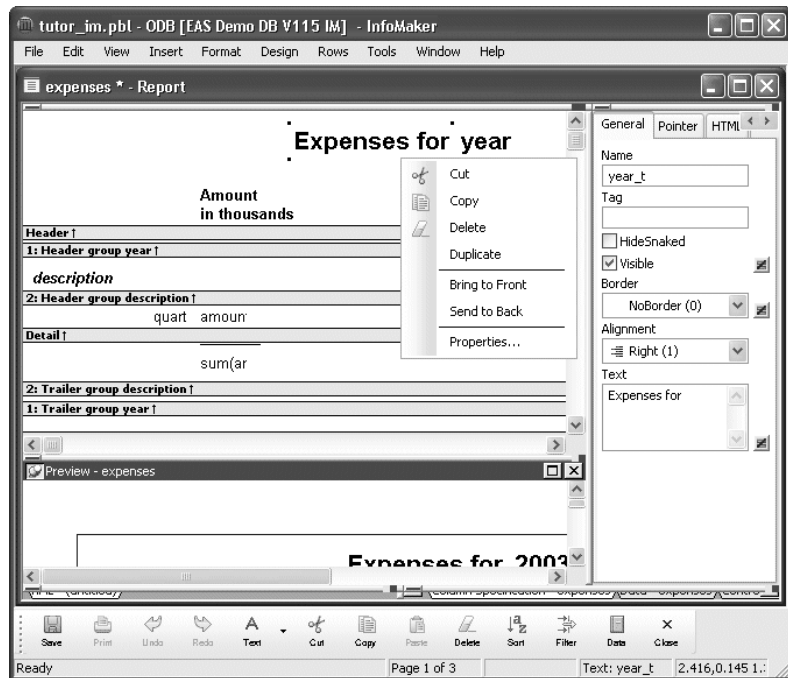 tutor_im.pbl - ODB [EAS Demo DB V115 IM] - InfoMaker
File Edit View Insert Format Design Rows Tools Window Help
expenses * - Report
Expenses for year
Amount
in thousands
Header ↑
1: Header group year ↑
description
2: Header group description ↑
quart amoun
Detail ↑
sum(ar
2: Trailer group description ↑
1: Trailer group year ↑
Cut
Copy
Delete
Duplicate
Bring to Front
Send to Back
Properties...
General Pointer HTML
Name
year_t
Tag
HideSnaked
Visible
Border
NoBorder (0)
Alignment
Right (1)
Text
Expenses for
Preview - expenses
Expenses for 2003
Save Print Undo Redo Text Cut Copy Paste Delete Sort Filter Data Close
Ready Page 1 of 3 Text: year_t 2.416,0.145 1.: